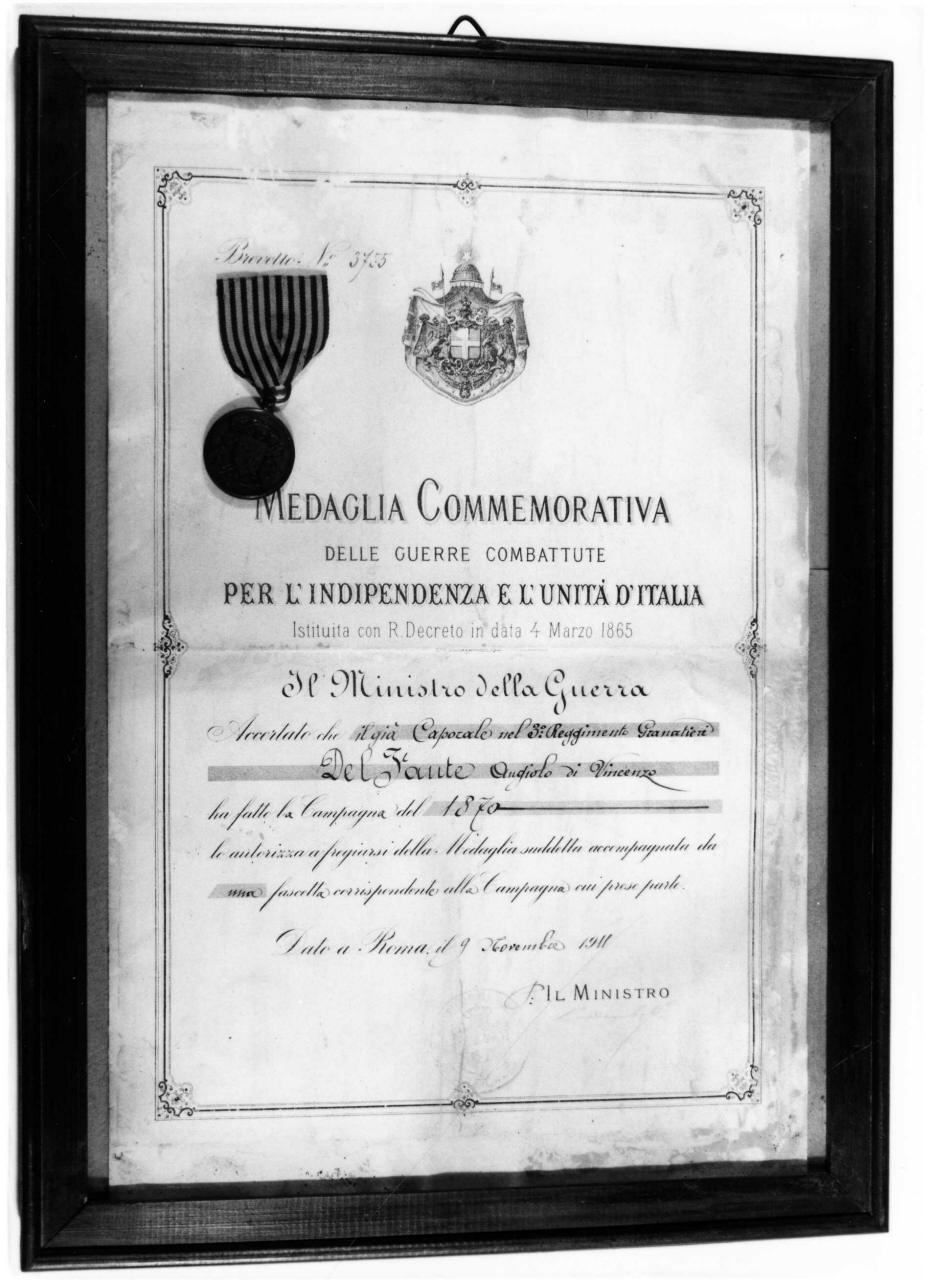 Brevetto N° 3735
MEDAGLIA COMMEMORATIVA
DELLE GUERRE COMBATTUTE
PER L'INDIPENDENZA E L'UNITÀ D'ITALIA
Istituita con R. Decreto in data 4 Marzo 1865
Il Ministro della Guerra
Accertato che il già Caporale nel 3° Reggimento Granatieri
Del Fante Angiolo di Vincenzo
ha fatto la Campagna del 1870
lo autorizza a fregiarsi della Medaglia suddetta accompagnata da
una fascetta corrispondente alla Campagna cui prese parte.
Dato a Roma, il 9 Novembre 1911
P. IL MINISTRO